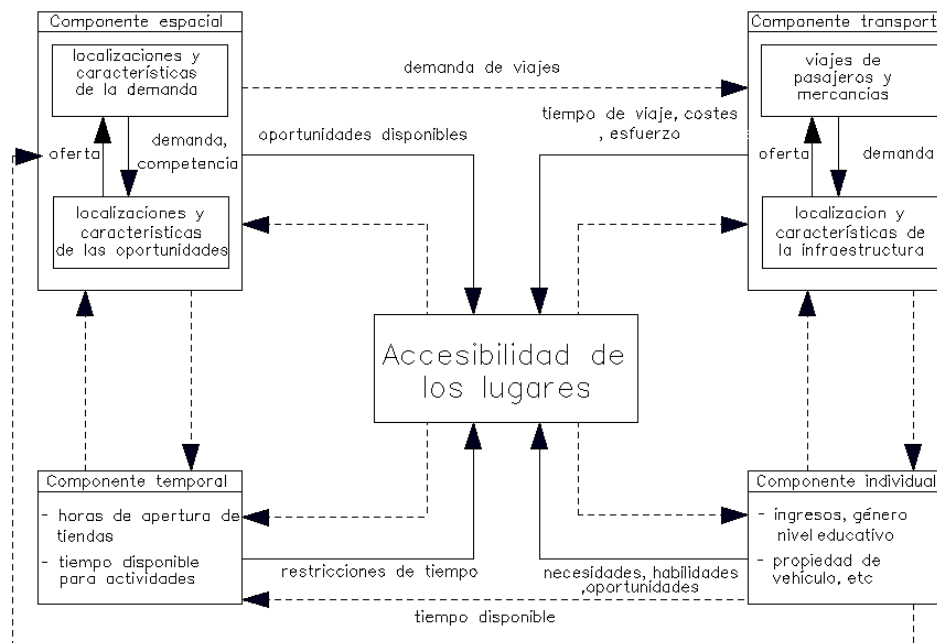 Componente espacial
localizaciones y
características
de la demanda
oferta
demanda,
competencia
localizaciones y
características
de las oportunidades
demanda de viajes
oportunidades disponibles
tiempo de viaje, costes
, esfuerzo
Componente transport
viajes de
pasajeros y
mercancías
oferta
demanda
localizacion y
características de
la infraestructura
Accesibilidad de
los lugares
Componente temporal
- horas de apertura de
tiendas
- tiempo disponible
para actividades
restricciones de tiempo
necesidades, habilidades
,oportunidades
tiempo disponible
Componente individual
- ingresos, género
nivel educativo
- propiedad de
vehículo, etc